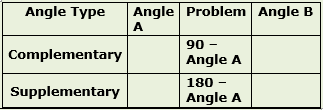 Angle Type Angle A Problem Angle B
Complementary 90 – Angle A
Supplementary 180 – Angle A